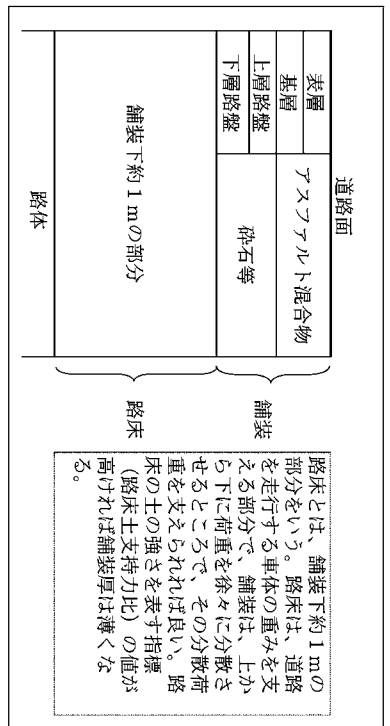 道路面
表層
基層
アスファルト混合物
上層路盤
下層路盤
砕石等
舗装
舗装下約１ｍの部分
路床
路体
路床とは、舗装下約１ｍの
部分をいう。路床は、道路
を走行する車体の重みを支
える部分で、舗装は、上か
ら下に荷重を徐々に分散さ
せるところで、その分散荷
重を支えられれば良い。路
床の土の強さを表す指標
（路床土支持力比）の値が
高ければ舗装厚は薄くな
る。